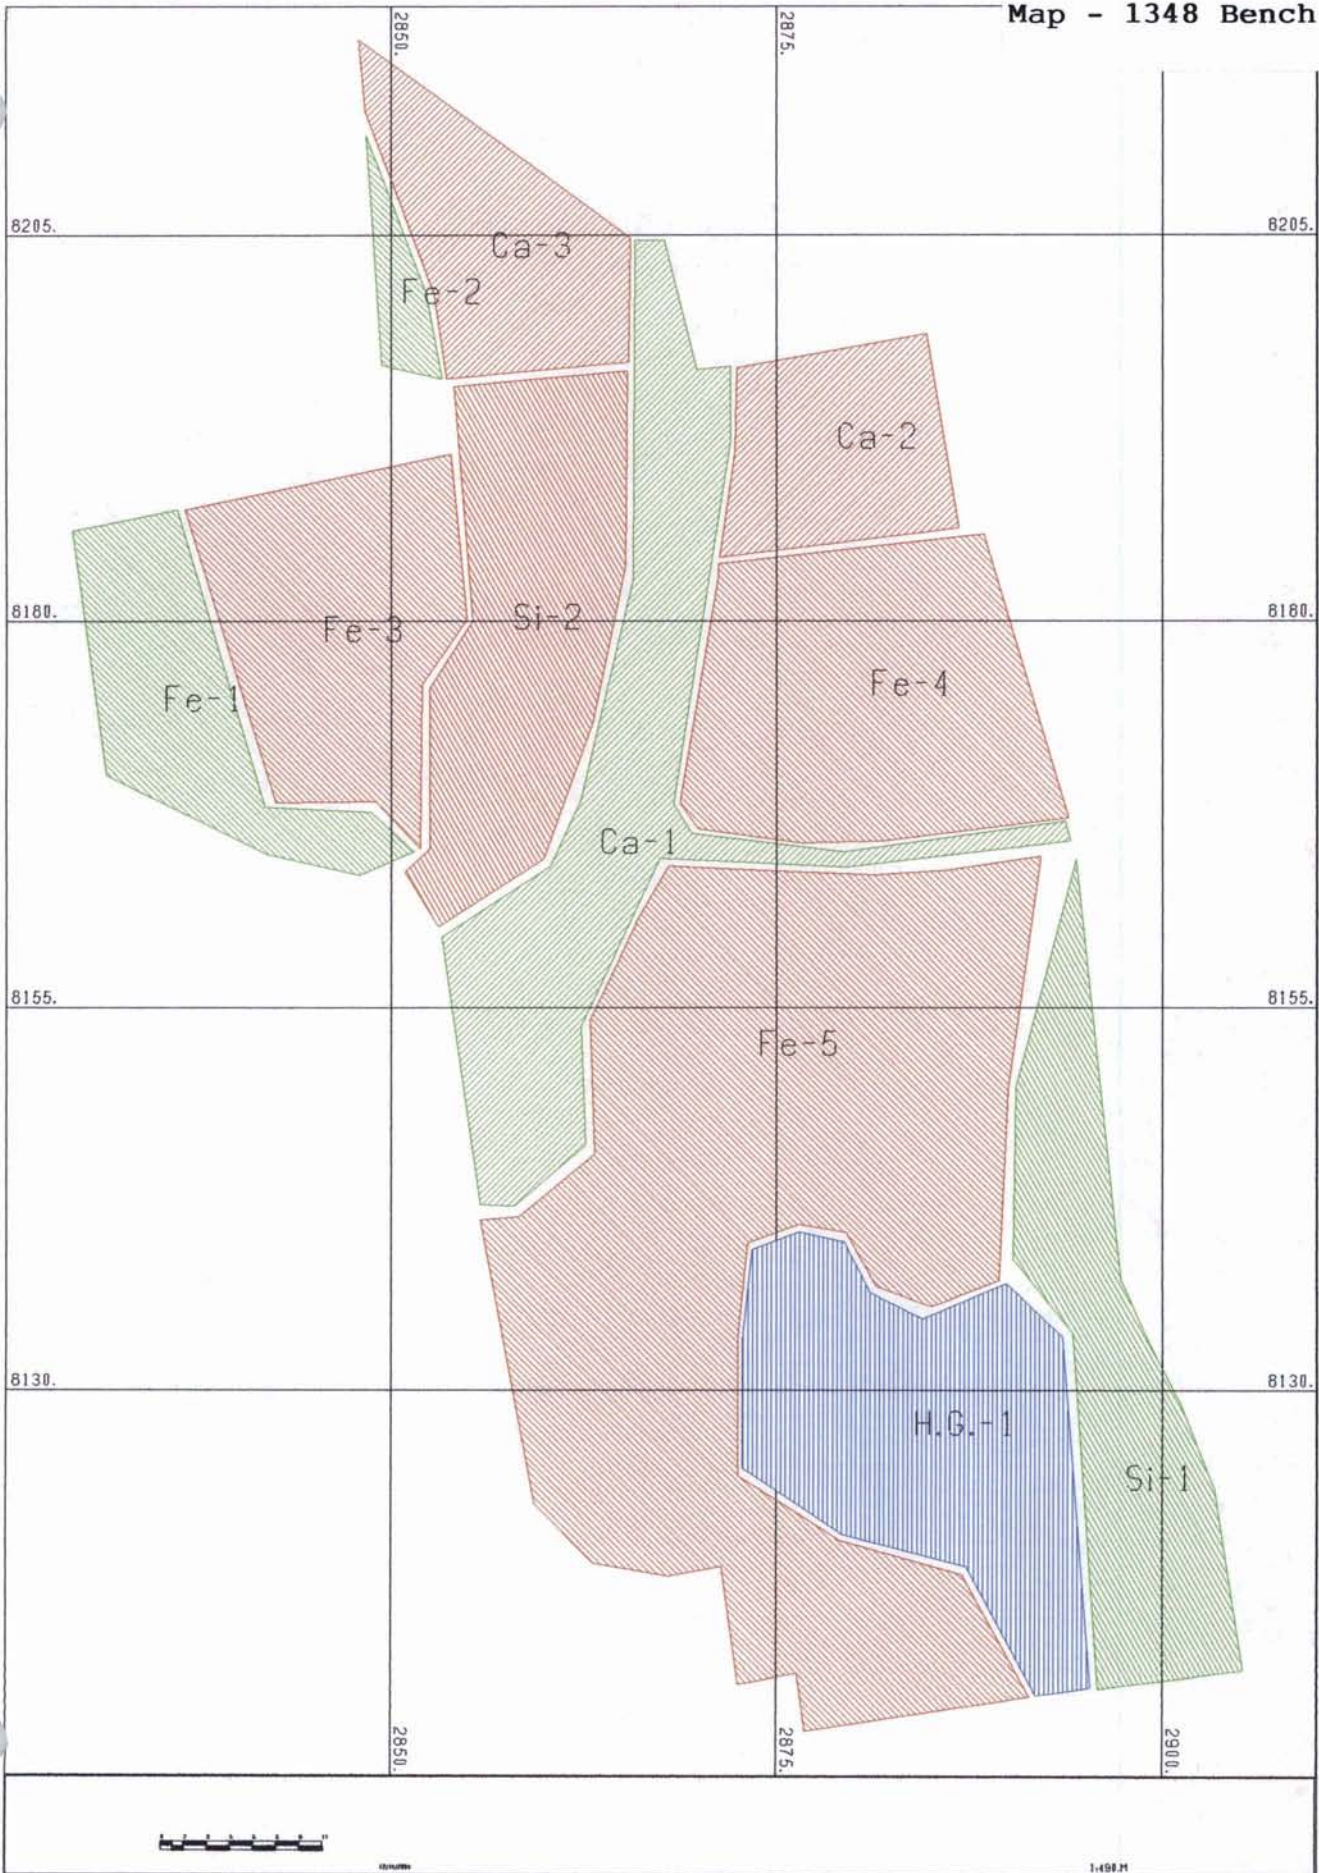 Map - 1348 Bench
2850.
2875.
8205.
8205.
Ca-3
Fe-2
Ca-2
8180.
8180.
Fe-3
Si-2
Fe-1
Fe-4
Ca-1
8155.
8155.
Fe-5
8130.
8130.
H.G.-1
Si-1
2850.
2875.
2900.